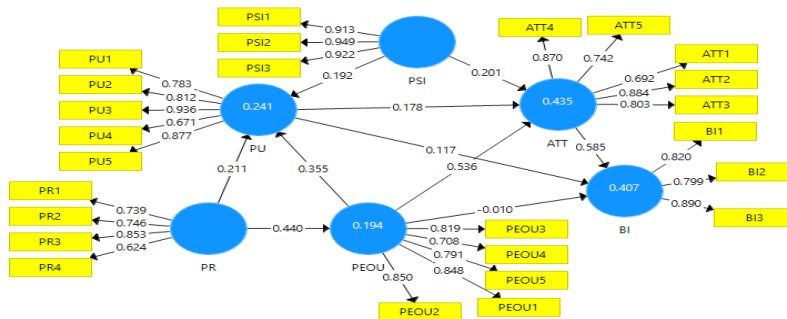 PSI1
PSI2
PSI3
0.913
0.949
0.922
PSI
ATT4
ATT5
0.870
0.742
ATT1
ATT2
ATT3
0.692
0.884
0.803
PU1
PU2
PU3
PU4
PU5
0.783
0.812
0.936
0.671
0.877
0.241
PU
0.192
0.201
0.178
0.435
ATT
0.117
0.536
0.585
BI1
BI2
BI3
0.820
0.799
0.890
0.407
BI
0.211
0.355
PR1
PR2
PR3
PR4
0.739
0.746
0.853
0.624
PR
0.440
0.194
PEOU
-0.010
0.819
0.708
0.791
0.848
0.850
PEOU3
PEOU4
PEOU5
PEOU1
PEOU2